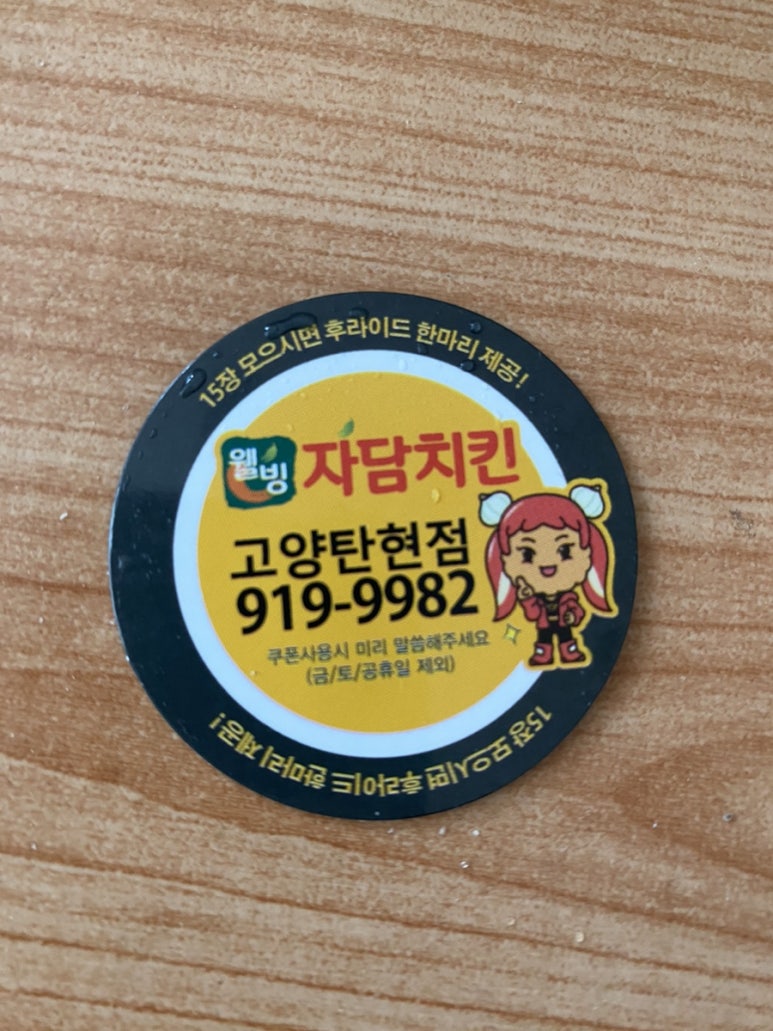 15장 모으시면 후라이드 한마리 제공!
웰빙 자담치킨
고양탄현점
919-9982
쿠폰사용시 미리 말씀해주세요
(금/토/공휴일 제외)
15장 모으시면 후라이드 한마리 제공!